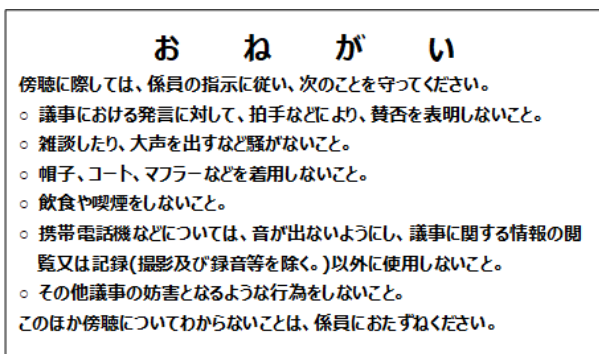 おねがい
傍聴に際しては、係員の指示に従い、次のことを守ってください。
○ 議事における発言に対して、拍手などにより、賛否を表明しないこと。
○ 雑談したり、大声を出すなど騒がないこと。
○ 帽子、コート、マフラーなどを着用しないこと。
○ 飲食や喫煙をしないこと。
○ 携帯電話機などについては、音が出ないようにし、議事に関する情報の閲
覧又は記録(撮影及び録音等を除く。)以外に使用しないこと。
○ その他議事の妨害となるような行為をしないこと。
このほか傍聴についてわからないことは、係員におたずねください。